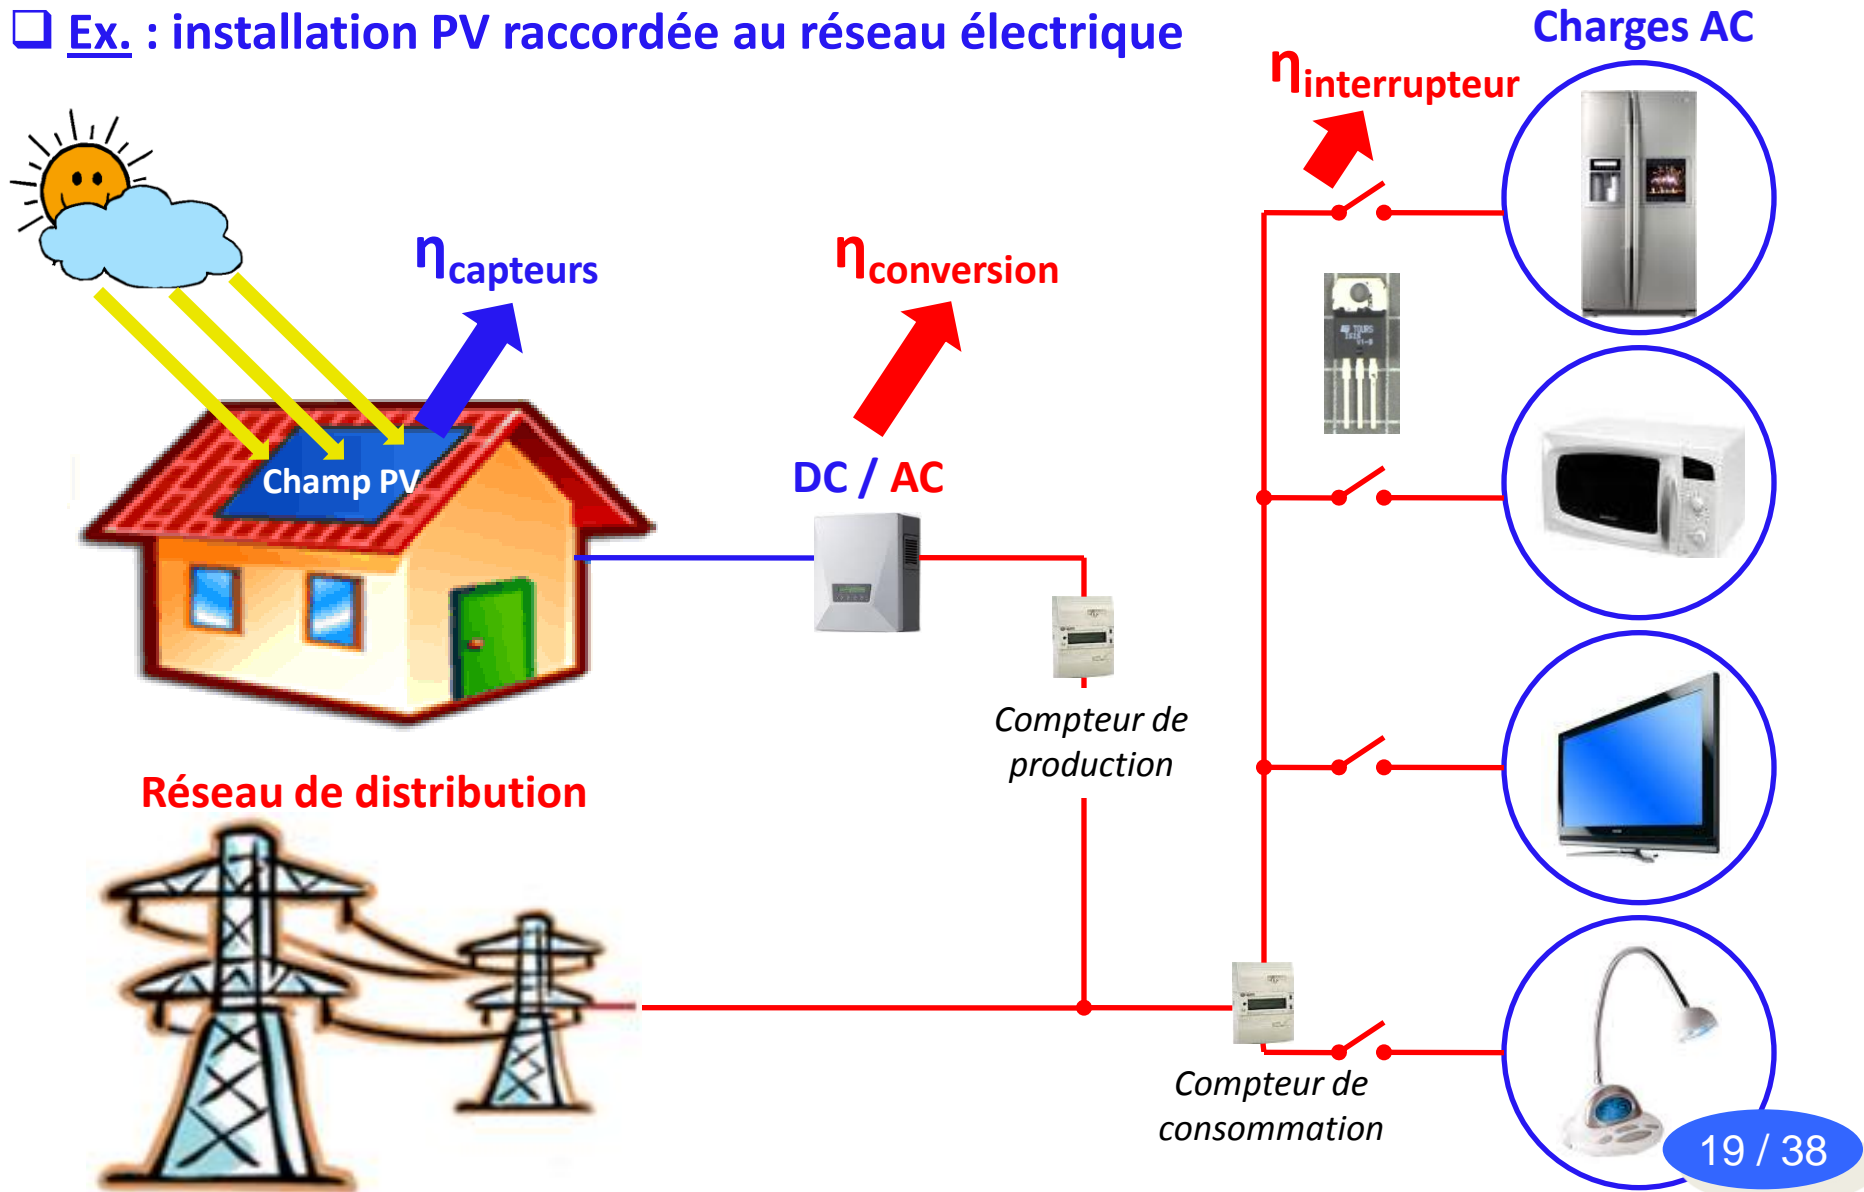 Ex. : installation PV raccordée au réseau électrique
Charges AC
ηinterrupteur
ηcapteurs
ηconversion
TOURS
Champ PV
DC / AC
Compteur de
production
Réseau de distribution
Compteur de
consommation
19 / 38